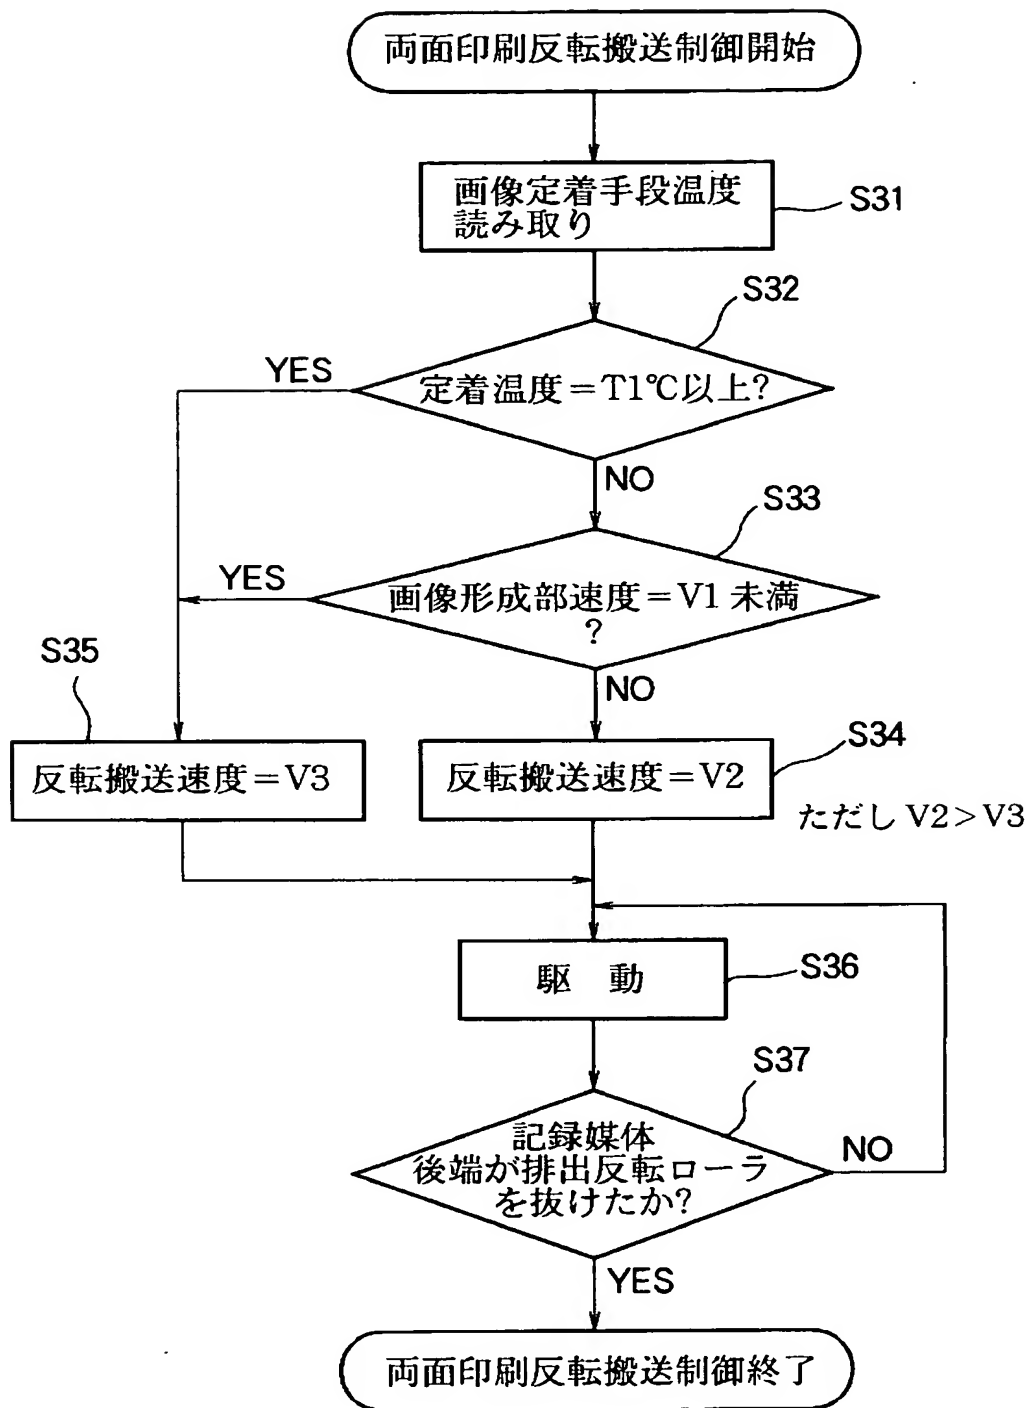 両面印刷反転搬送制御開始
画像定着手段温度
読み取り
S31
S32
YES
定着温度=T1℃以上?
NO
S33
YES
画像形成部速度=V1未満
?
S35
NO
S34
反転搬送速度=V3
反転搬送速度=V2
ただし V2>V3
駆 動
S36
S37
記録媒体
後端が排出反転ローラ
を抜けたか?
NO
YES
両面印刷反転搬送制御終了